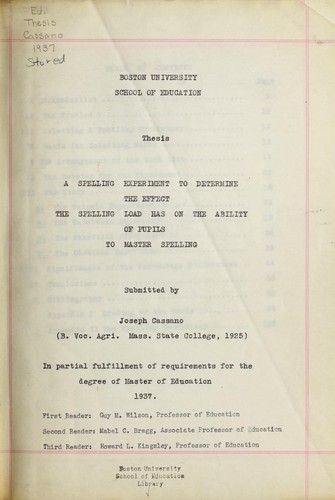 Ed.
Thesis
Cassano
1937
Stored
BOSTON UNIVERSITY
SCHOOL OF EDUCATION
Thesis
A SPELLING EXPERIMENT TO DETERMINE
THE EFFECT
THE SPELLING LOAD HAS ON THE ABILITY
OF PUPILS
TO MASTER SPELLING
Submitted by
Joseph Cassano
(B. Voc. Agri. Mass. State College, 1925)
In partial fulfillment of requirements for the
degree of Master of Education
1937.
First Reader: Guy M. Wilson, Professor of Education
Second Reader: Mabel C. Bragg, Associate Professor of Education
Third Reader: Howard L. Kingsley, Professor of Education
Boston University
School of Education
Library